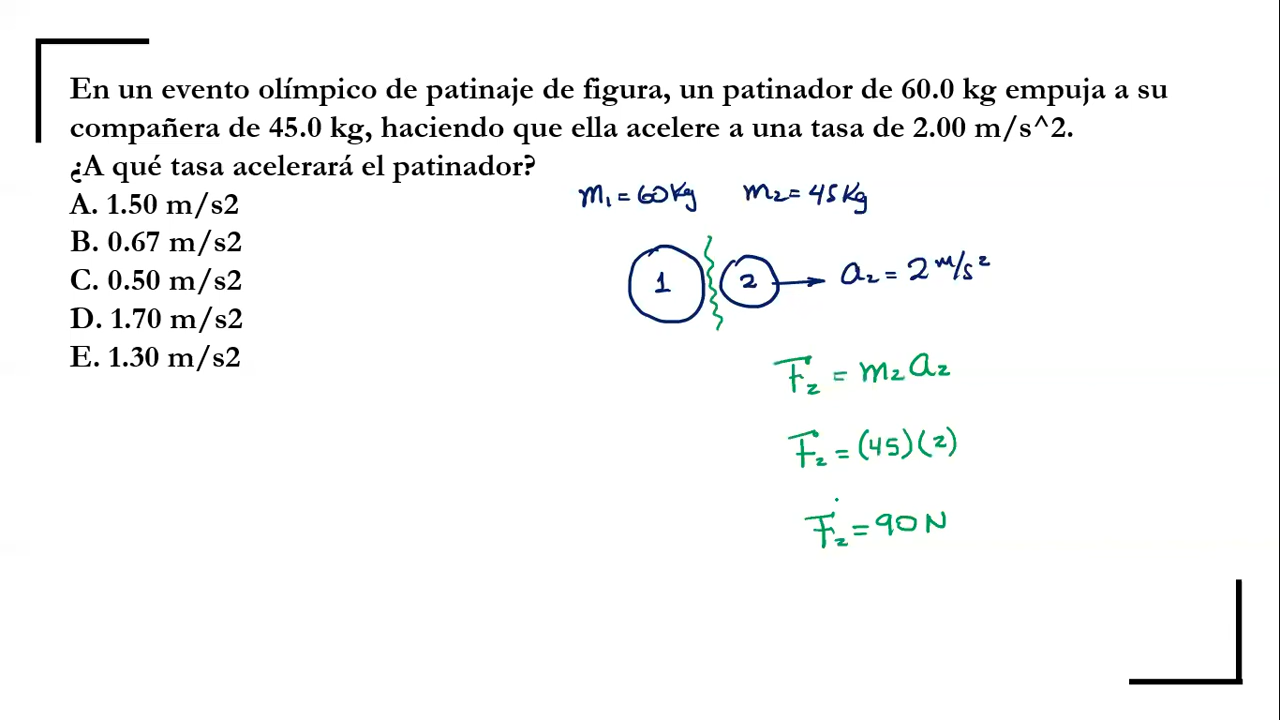 En un evento olímpico de patinaje de figura, un patinador de 60.0 kg empuja a su
compañera de 45.0 kg, haciendo que ella acelere a una tasa de 2.00 m/s^2.
¿A qué tasa acelerará el patinador?
A. 1.50 m/s2
B. 0.67 m/s2
C. 0.50 m/s2
D. 1.70 m/s2
E. 1.30 m/s2
m₁ = 60Kg m₂ = 45Kg
1 2 a₂ = 2 m/s²
F₂ = m₂a₂
F₂ = (45)(2)
F₂ = 90 N